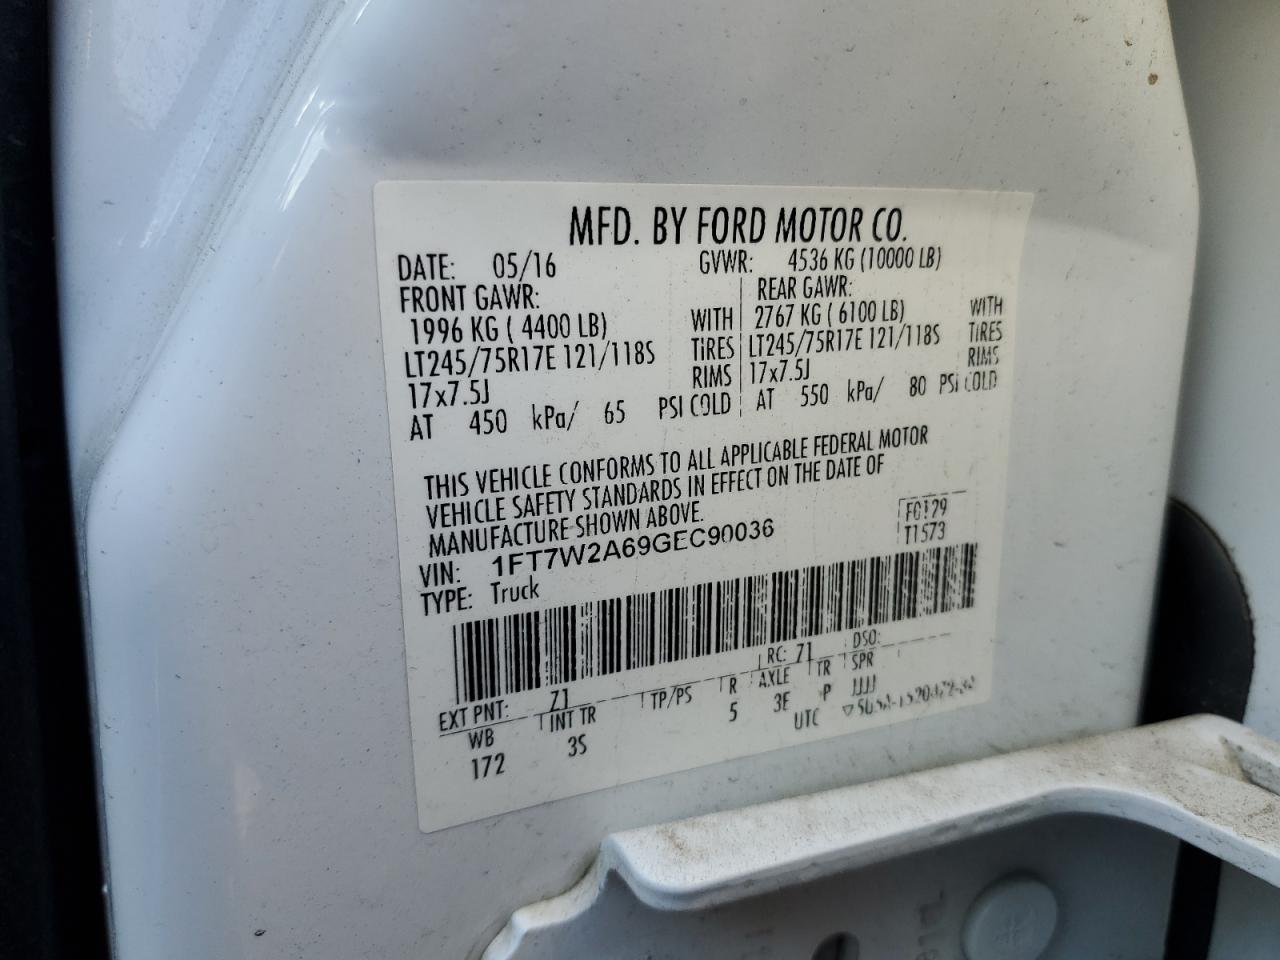 MFD. BY FORD MOTOR CO.
DATE: 05/16 GVWR: 4536 KG (10000 LB)
FRONT GAWR: REAR GAWR:
1996 KG ( 4400 LB) WITH 2767 KG ( 6100 LB) WITH
LT245/75R17E 121/118S TIRES LT245/75R17E 121/118S TIRES
17x7.5J RIMS 17x7.5J RIMS
AT 450 kPa/ 65 PSI COLD AT 550 kPa/ 80 PSI COLD
THIS VEHICLE CONFORMS TO ALL APPLICABLE FEDERAL MOTOR
VEHICLE SAFETY STANDARDS IN EFFECT ON THE DATE OF
MANUFACTURE SHOWN ABOVE.
F0129
VIN: 1FT7W2A69GEC90036 T1573
TYPE: Truck
EXT PNT: Z1 RC: 71 DSO:
WB INT TR TP/PS R AXLE TR SPR
172 3S 5 3E P JJJJ
UTC